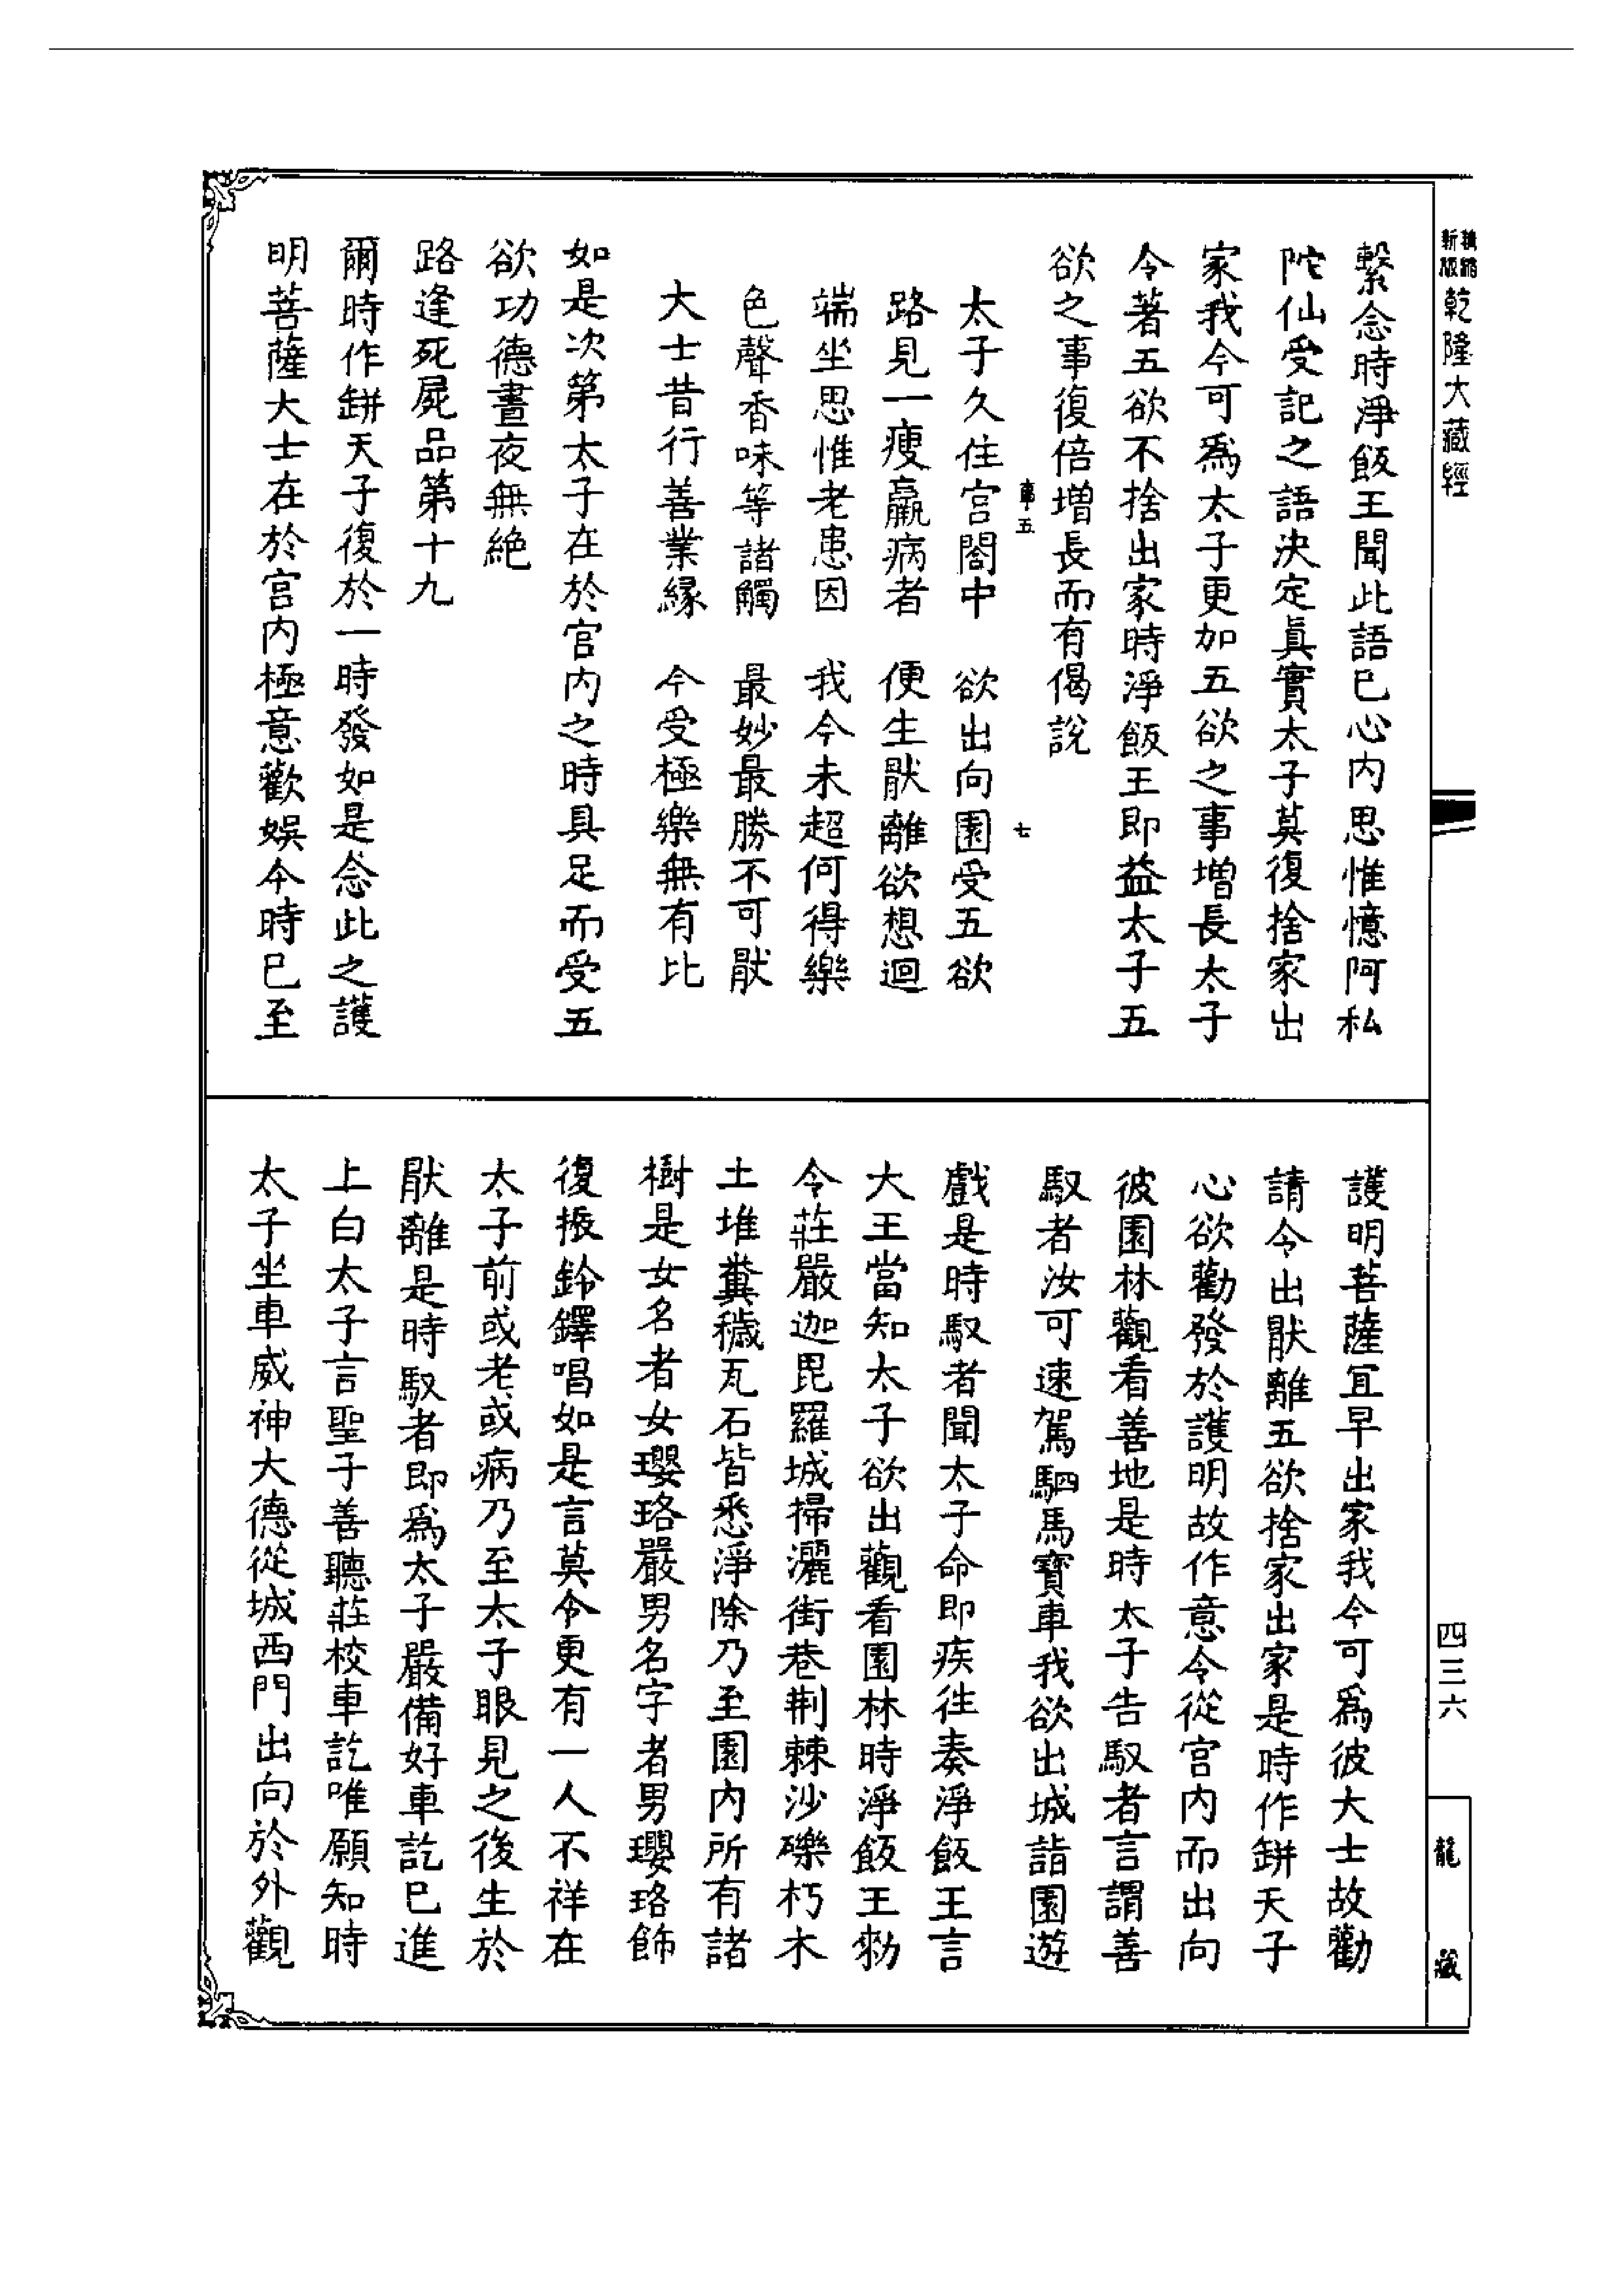 乾隆大藏經
繫念時淨飯王聞此語已心内思惟憶阿私
陀仙受記之語決定眞實太子莫復捨家出
家我今可爲太子更加五欲之事增長太子
令著五欲不捨出家時淨飯王即益太子五
欲之事復倍增長而有偈說
太子久住宫閤中　欲出向園受五欲
路見一瘦羸病者　便生厭離欲想迴
端坐思惟老患因　我今未超何得樂
色聲香味等諸觸　最妙最勝不可厭
大士昔行善業緣　今受極樂無有比
如是次第太子在於宫内之時具足而受五
欲功德晝夜無絶
路逢死屍品第十九
爾時作缾天子復於一時發如是念此之護
明菩薩大士在於宫内極意歡娛今時已至
護明菩薩宜早出家我今可爲彼大士故勸
請令出厭離五欲捨家出家是時作缾天子
心欲勸發於護明故作意令從宫内而出向
彼園林觀看善地是時太子告馭者言謂善
馭者汝可速駕駟馬寶車我欲出城詣園遊
戲是時馭者聞太子命即疾徃奏淨飯王言
大王當知太子欲出觀看園林時淨飯王勑
令莊嚴迦毘羅城掃灑街巷荆棘沙礫朽木
土堆糞穢瓦石皆悉淨除乃至園内所有諸
樹是女名者女瓔珞嚴男名字者男瓔珞飾
復振鈴鐸唱如是言莫令更有一人不祥在
太子前或老或病乃至太子眼見之後生於
厭離是時馭者即爲太子嚴備好車訖已進
上白太子言聖子善聽莊校車訖唯願知時
太子坐車威神大德從城西門出向於外觀
五
七
四三六
龍藏